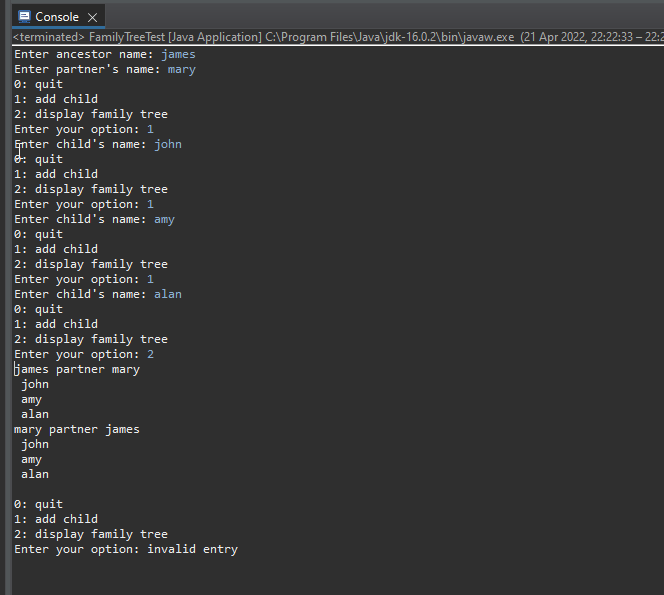 Console
<terminated> FamilyTreeTest [Java Application] C:\Program Files\Java\jdk-16.0.2\bin\javaw.exe (21 Apr 2022, 22:22:33 – 22:2
Enter ancestor name: james
Enter partner's name: mary
0: quit
1: add child
2: display family tree
Enter your option: 1
Enter child's name: john
0: quit
1: add child
2: display family tree
Enter your option: 1
Enter child's name: amy
0: quit
1: add child
2: display family tree
Enter your option: 1
Enter child's name: alan
0: quit
1: add child
2: display family tree
Enter your option: 2
james partner mary
john
amy
alan
mary partner james
john
amy
alan
0: quit
1: add child
2: display family tree
Enter your option: invalid entry